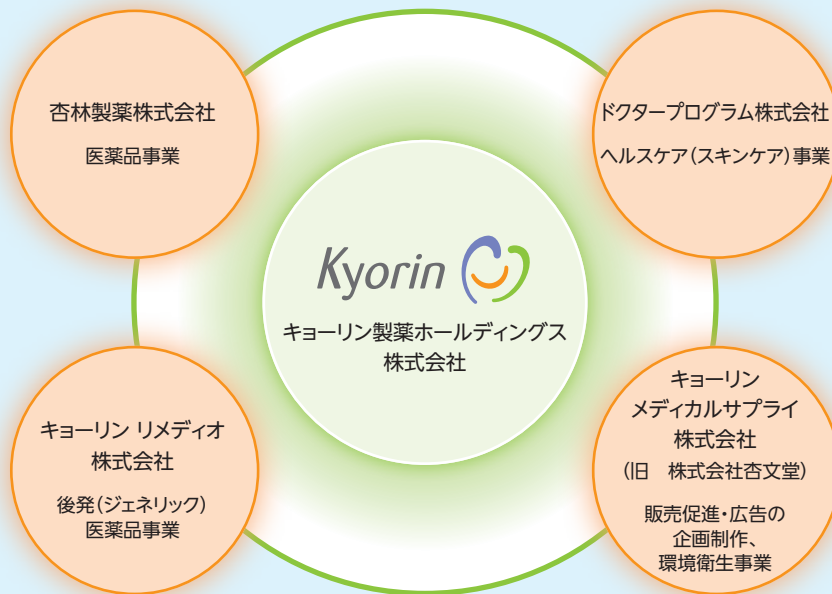 杏林製薬株式会社
医薬品事業
ドクタープログラム株式会社
ヘルスケア(スキンケア)事業
Kyorin
キョーリン製薬ホールディングス
株式会社
キョーリン リメディオ
株式会社
後発(ジェネリック)
医薬品事業
キョーリン
メディカルサプライ
株式会社
(旧　株式会社杏文堂)
販売促進・広告の
企画制作、
環境衛生事業